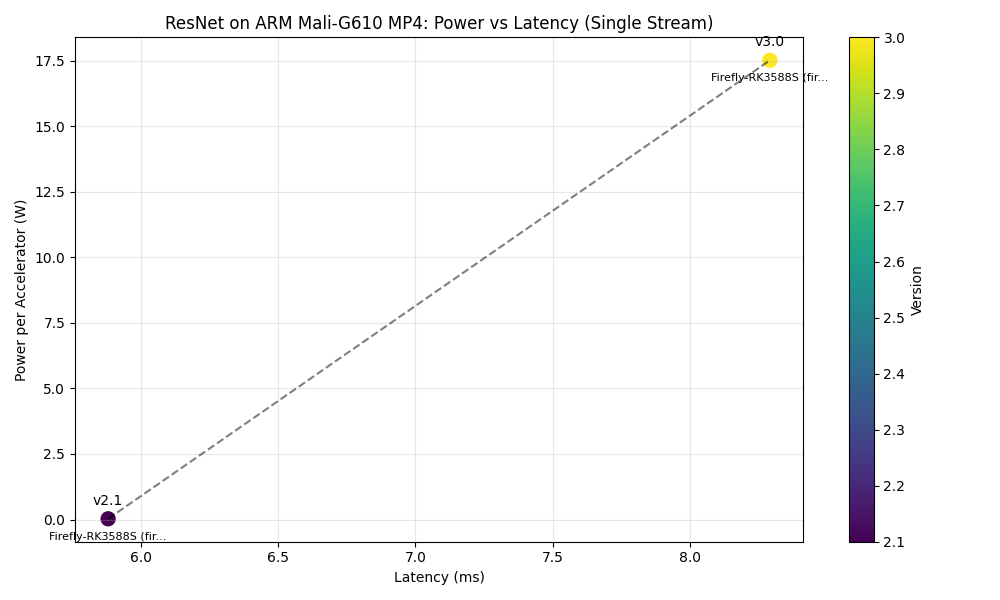 ResNet on ARM Mali-G610 MP4: Power vs Latency (Single Stream)
v3.0
Firefly-RK3588S (fir...
v2.1
Firefly-RK3588S (fir...
17.5
15.0
12.5
10.0
7.5
5.0
2.5
0.0
Power per Accelerator (W)
6.0
6.5
7.0
7.5
8.0
Latency (ms)
3.0
2.9
2.8
2.7
2.6
2.5
2.4
2.3
2.2
2.1
Version